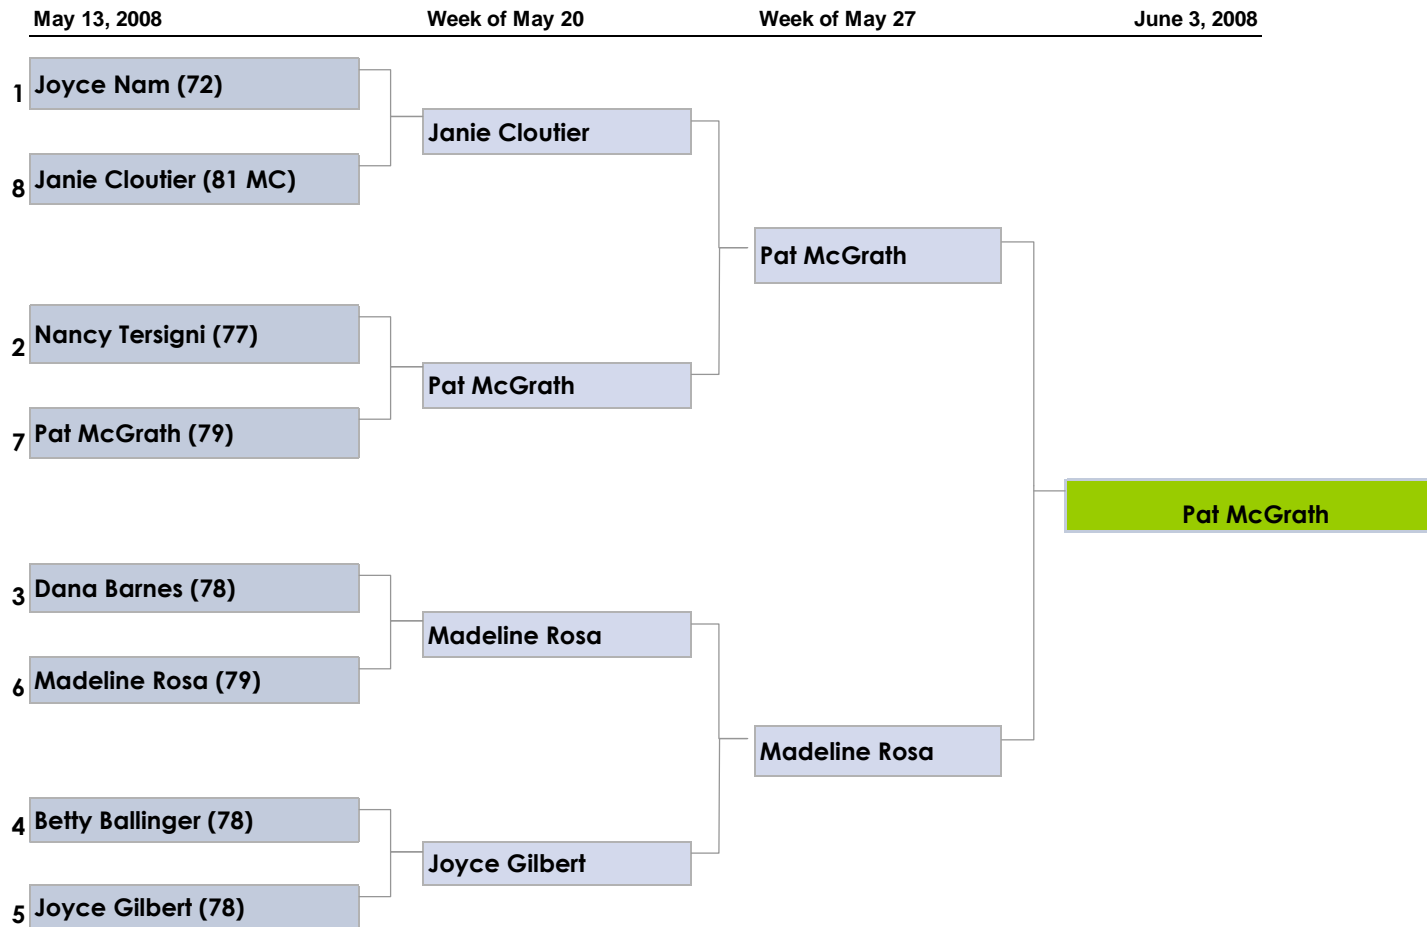 May 13, 2008 Week of May 20 Week of May 27 June 3, 2008
1 Joyce Nam (72)
Janie Cloutier
8 Janie Cloutier (81 MC)
Pat McGrath
2 Nancy Tersigni (77)
Pat McGrath
7 Pat McGrath (79)
Pat McGrath
3 Dana Barnes (78)
Madeline Rosa
6 Madeline Rosa (79)
Madeline Rosa
4 Betty Ballinger (78)
Joyce Gilbert
5 Joyce Gilbert (78)